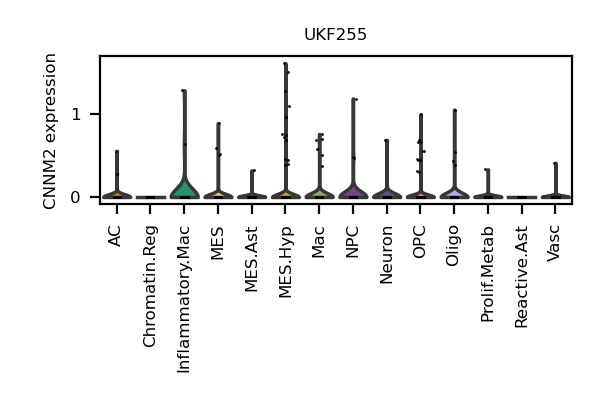 UKF255
CNNM2 expression
1
0
AC
Chromatin.Reg
Inflammatory.Mac
MES
MES.Ast
MES.Hyp
Mac
NPC
Neuron
OPC
Oligo
Prolif.Metab
Reactive.Ast
Vasc